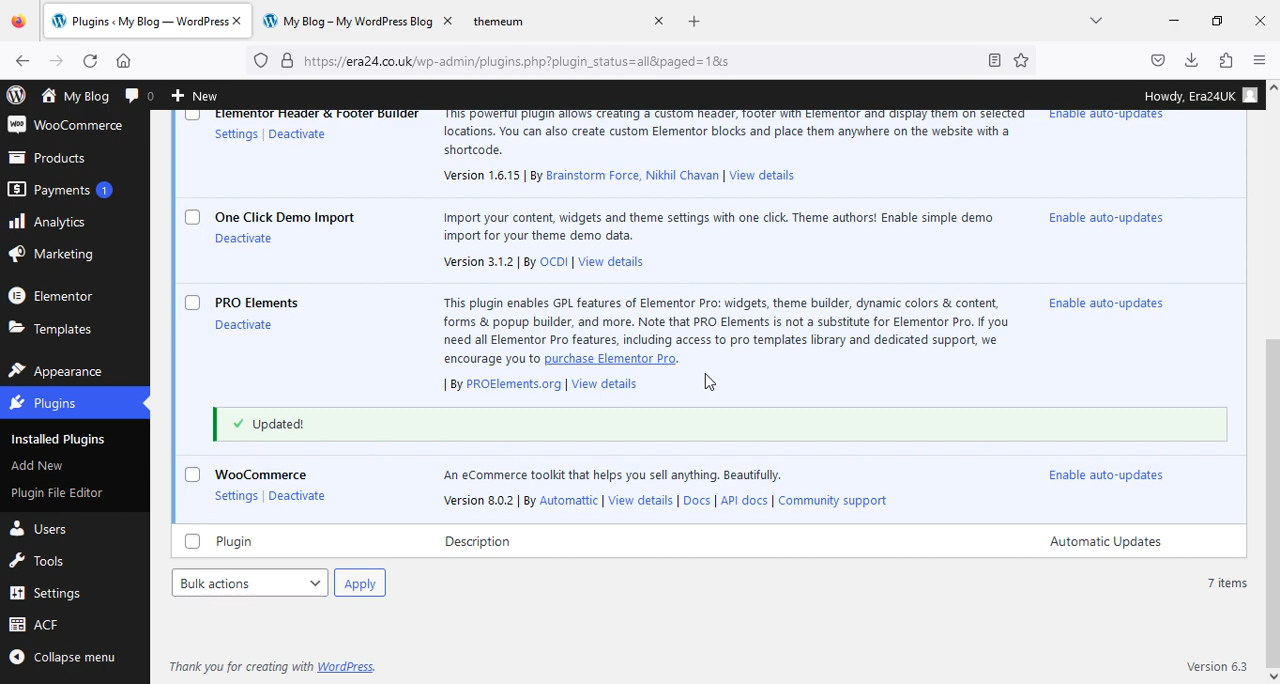 Plugins ‹ My Blog — WordPress
My Blog – My WordPress Blog
themeum
https://era24.co.uk/wp-admin/plugins.php?plugin_status=all&paged=1&s
My Blog
0
New
Howdy, Era24UK
WooCommerce
Products
Payments 1
Analytics
Marketing
Elementor
Templates
Appearance
Plugins
Installed Plugins
Add New
Plugin File Editor
Users
Tools
Settings
ACF
Collapse menu
Elementor Header & Footer Builder
Settings | Deactivate
This powerful plugin allows creating a custom header, footer with Elementor and display them on selected
locations. You can also create custom Elementor blocks and place them anywhere on the website with a
shortcode.
Version 1.6.15 | By Brainstorm Force, Nikhil Chavan | View details
Enable auto-updates
One Click Demo Import
Deactivate
Import your content, widgets and theme settings with one click. Theme authors! Enable simple demo
import for your theme demo data.
Version 3.1.2 | By OCDI | View details
Enable auto-updates
PRO Elements
Deactivate
This plugin enables GPL features of Elementor Pro: widgets, theme builder, dynamic colors & content,
forms & popup builder, and more. Note that PRO Elements is not a substitute for Elementor Pro. If you
need all Elementor Pro features, including access to pro templates library and dedicated support, we
encourage you to purchase Elementor Pro.
| By PROElements.org | View details
Enable auto-updates
Updated!
WooCommerce
Settings | Deactivate
An eCommerce toolkit that helps you sell anything. Beautifully.
Version 8.0.2 | By Automattic | View details | Docs | API docs | Community support
Enable auto-updates
Plugin
Description
Automatic Updates
Bulk actions
Apply
7 items
Thank you for creating with WordPress.
Version 6.3